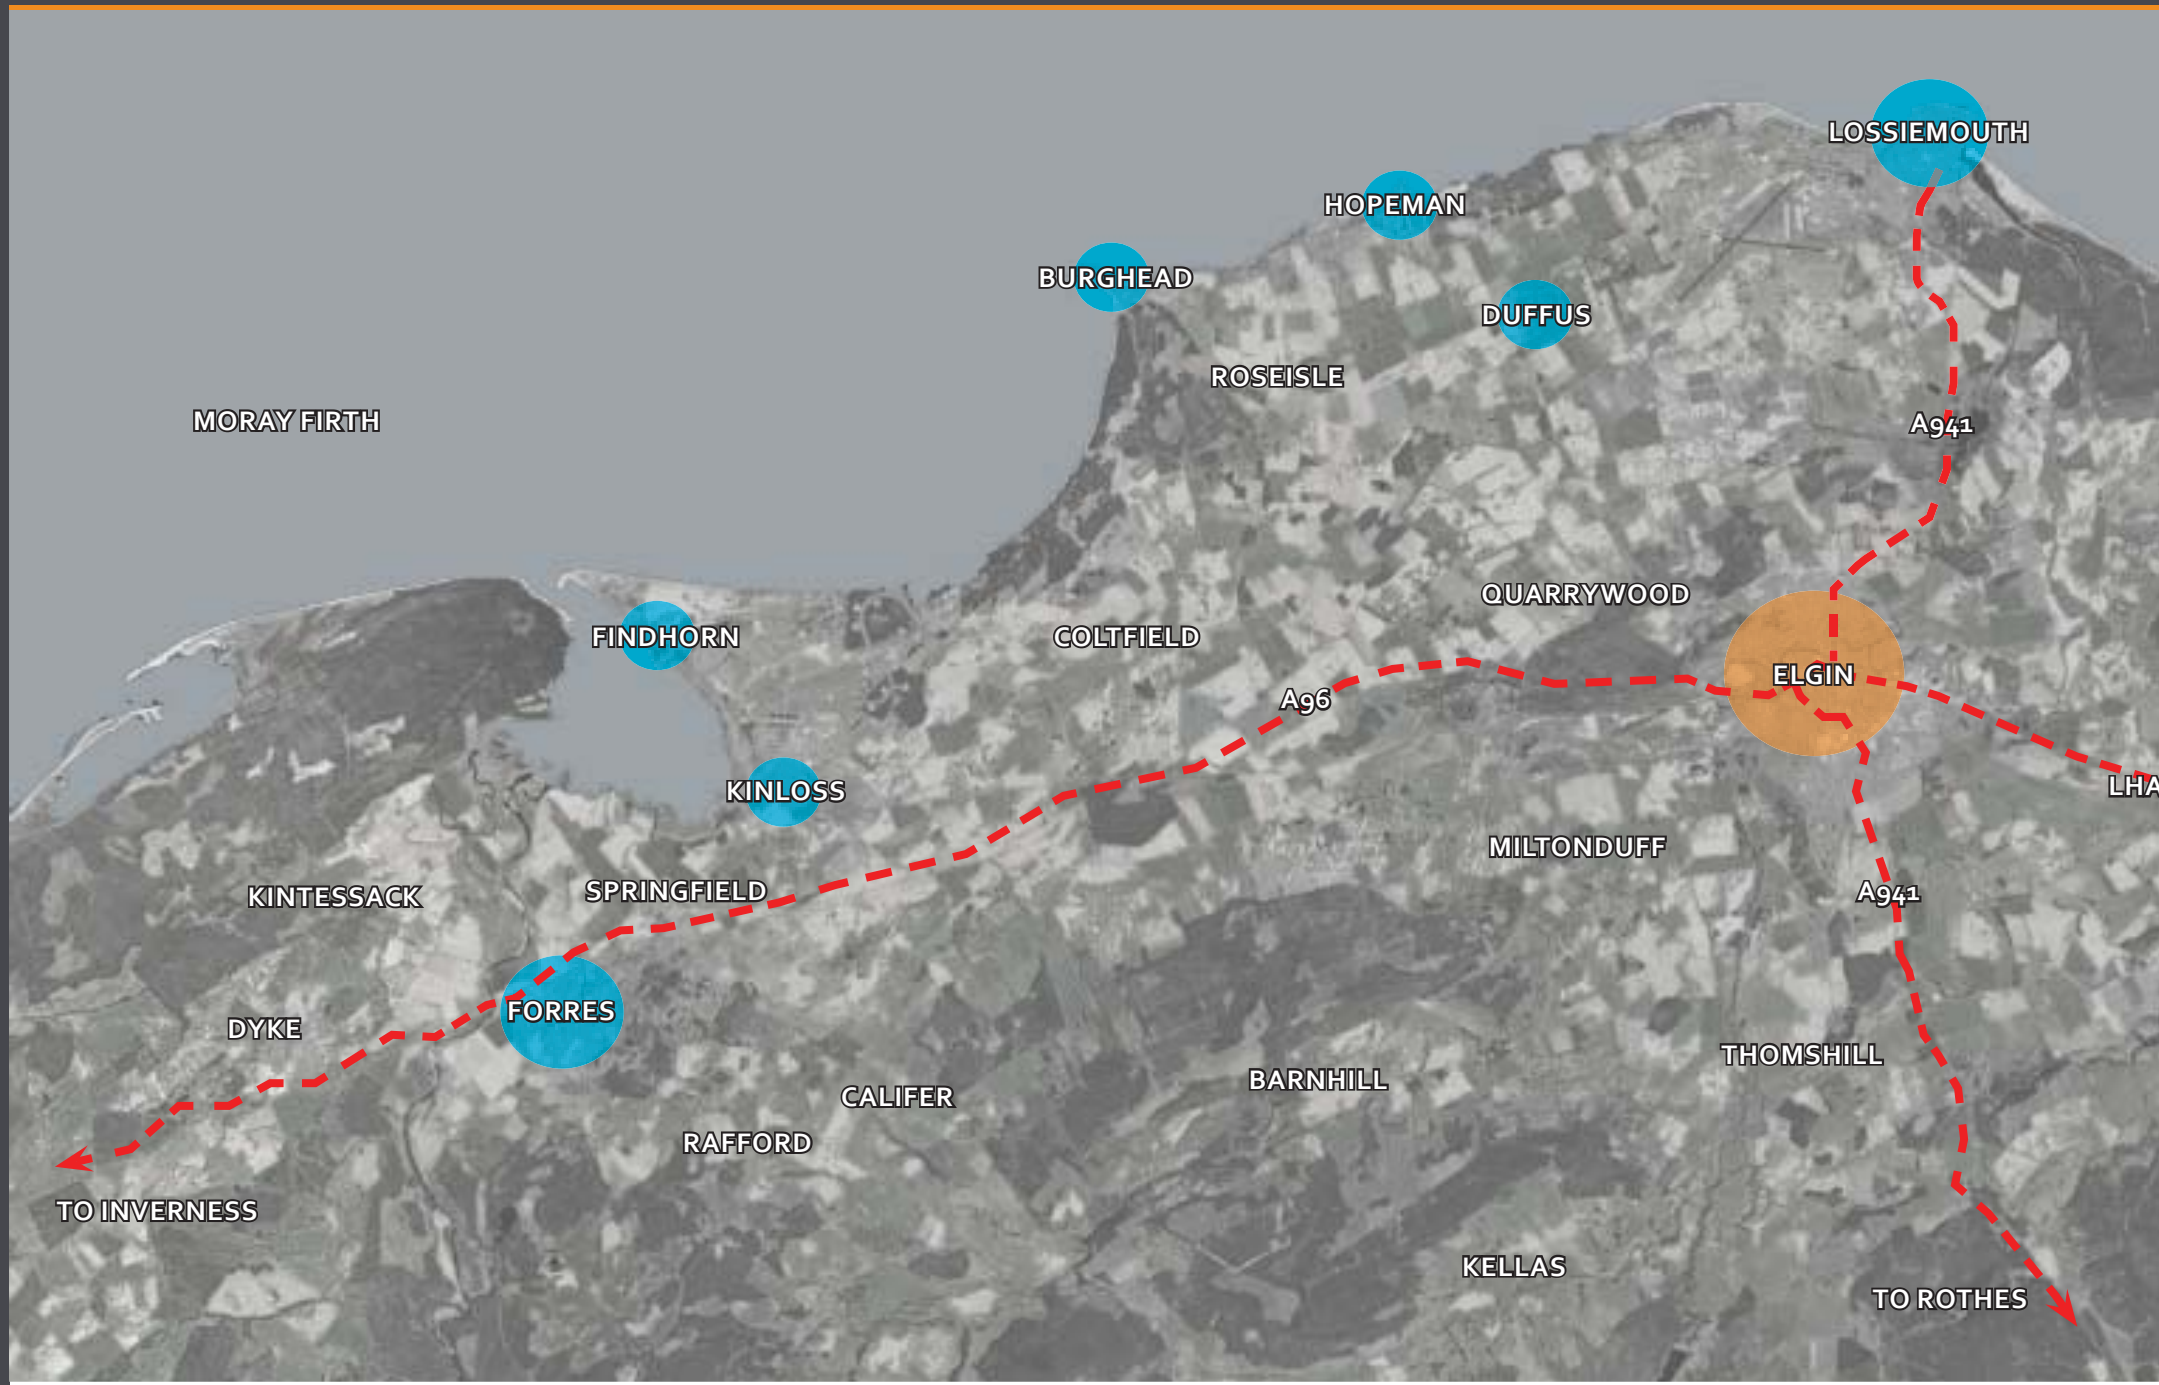 LOSSIEMOUTH
HOPEMAN
BURGHEAD
DUFFUS
ROSEISLE
MORAY FIRTH
A941
QUARRYWOOD
FINDHORN
COLTFIELD
ELGIN
A96
LHA
KINLOSS
MILTONDUFF
SPRINGFIELD
A941
KINTESSACK
FORRES
DYKE
THOMSHILL
BARNHILL
CALIFER
RAFFORD
TO INVERNESS
KELLAS
TO ROTHES